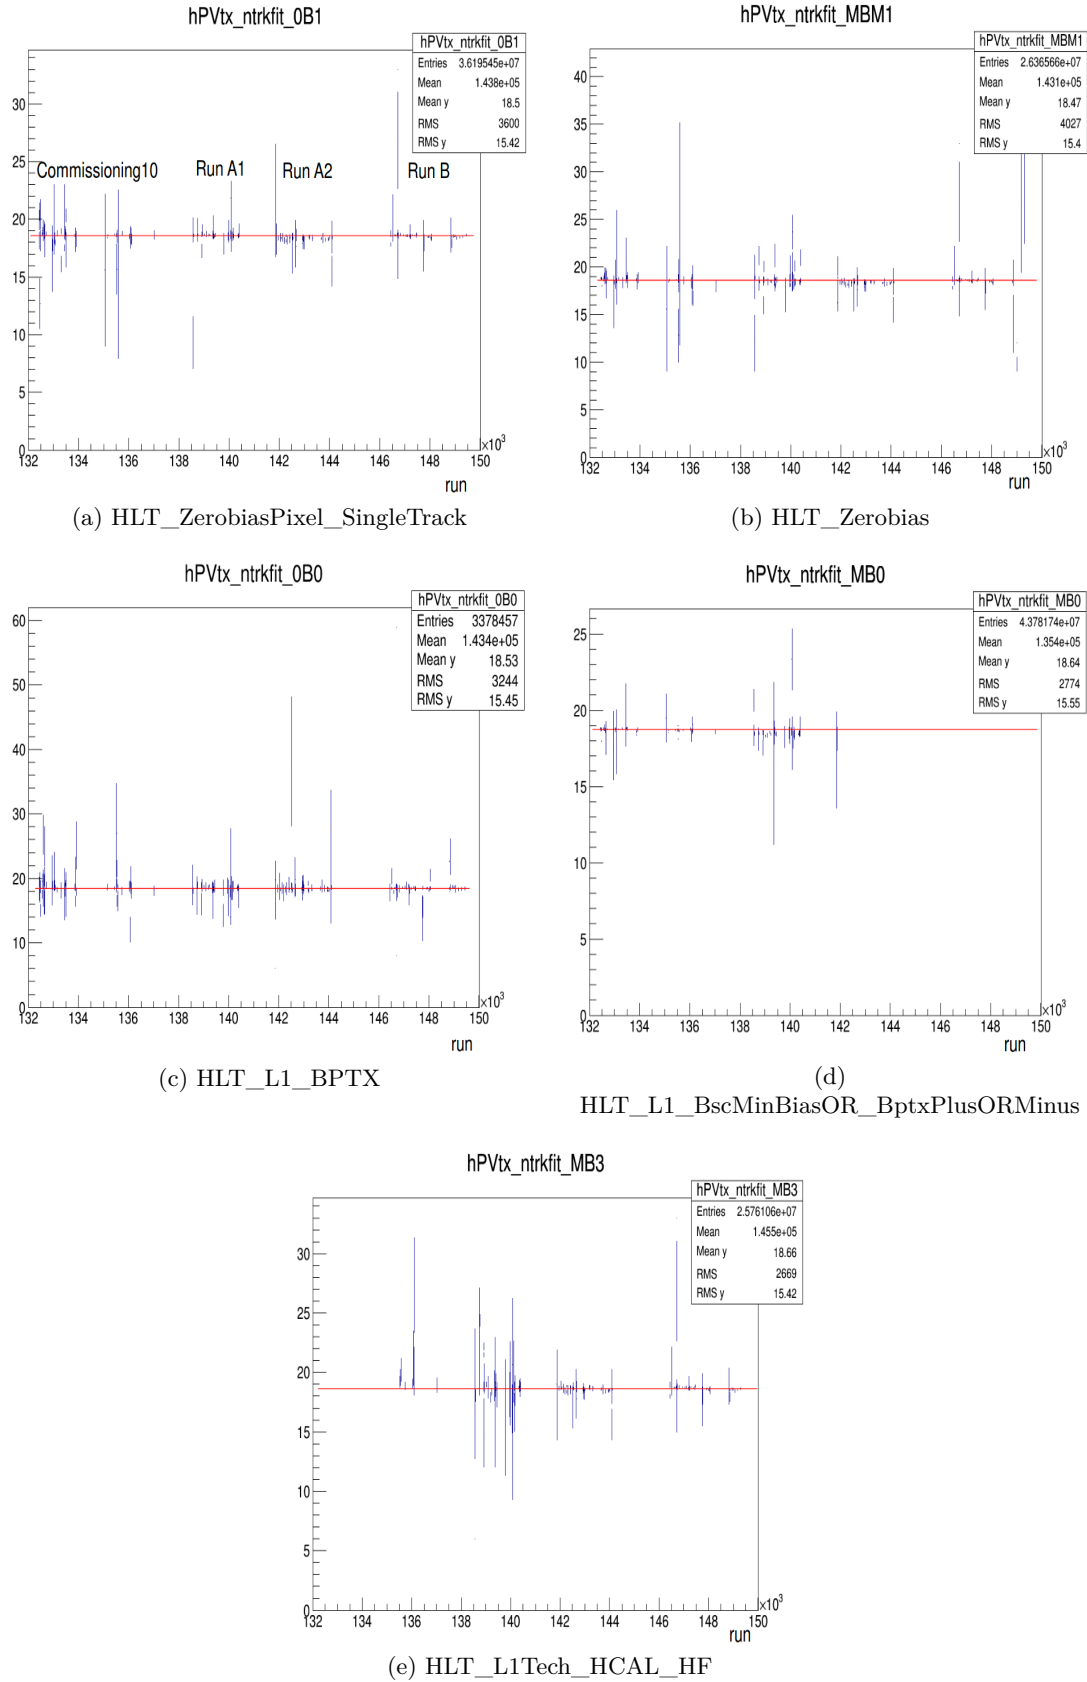 hPVtx_ntrkfit_0B1
hPVtx_ntrkfit_0B1
Entries 3.619545e+07
Mean 1.438e+05
Mean y 18.5
RMS 3600
RMS y 15.42
30
25
20
15
10
5
0
Commissioning10
Run A1
Run A2
Run B
132 134 136 138 140 142 144 146 148 150
×10³
run
(a) HLT_ZerobiasPixel_SingleTrack
hPVtx_ntrkfit_MBM1
hPVtx_ntrkfit_MBM1
Entries 2.636566e+07
Mean 1.431e+05
Mean y 18.47
RMS 4027
RMS y 15.4
40
35
30
25
20
15
10
5
0
132 134 136 138 140 142 144 146 148 150
×10³
run
(b) HLT_Zerobias
hPVtx_ntrkfit_0B0
hPVtx_ntrkfit_0B0
Entries 3378457
Mean 1.434e+05
Mean y 18.53
RMS 3244
RMS y 15.45
60
50
40
30
20
10
0
132 134 136 138 140 142 144 146 148 150
×10³
run
(c) HLT_L1_BPTX
hPVtx_ntrkfit_MB0
hPVtx_ntrkfit_MB0
Entries 4.378174e+07
Mean 1.354e+05
Mean y 18.64
RMS 2774
RMS y 15.55
25
20
15
10
5
0
132 134 136 138 140 142 144 146 148 150
×10³
run
(d)
HLT_L1_BscMinBiasOR_BptxPlusORMinus
hPVtx_ntrkfit_MB3
hPVtx_ntrkfit_MB3
Entries 2.576106e+07
Mean 1.455e+05
Mean y 18.66
RMS 2669
RMS y 15.42
30
25
20
15
10
5
0
132 134 136 138 140 142 144 146 148 150
×10³
run
(e) HLT_L1Tech_HCAL_HF